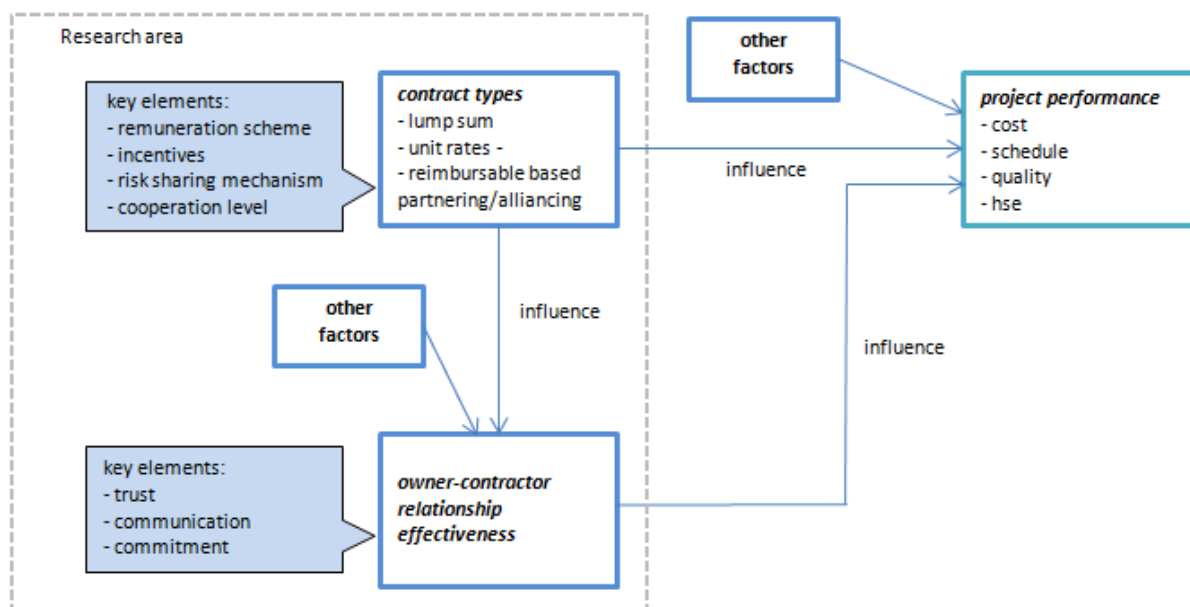 Research area
key elements:
- remuneration scheme
- incentives
- risk sharing mechanism
- cooperation level
contract types
- lump sum
- unit rates -
- reimbursable based
partnering/alliancing
other
factors
project performance
- cost
- schedule
- quality
- hse
influence
other
factors
influence
influence
key elements:
- trust
- communication
- commitment
owner-contractor
relationship
effectiveness